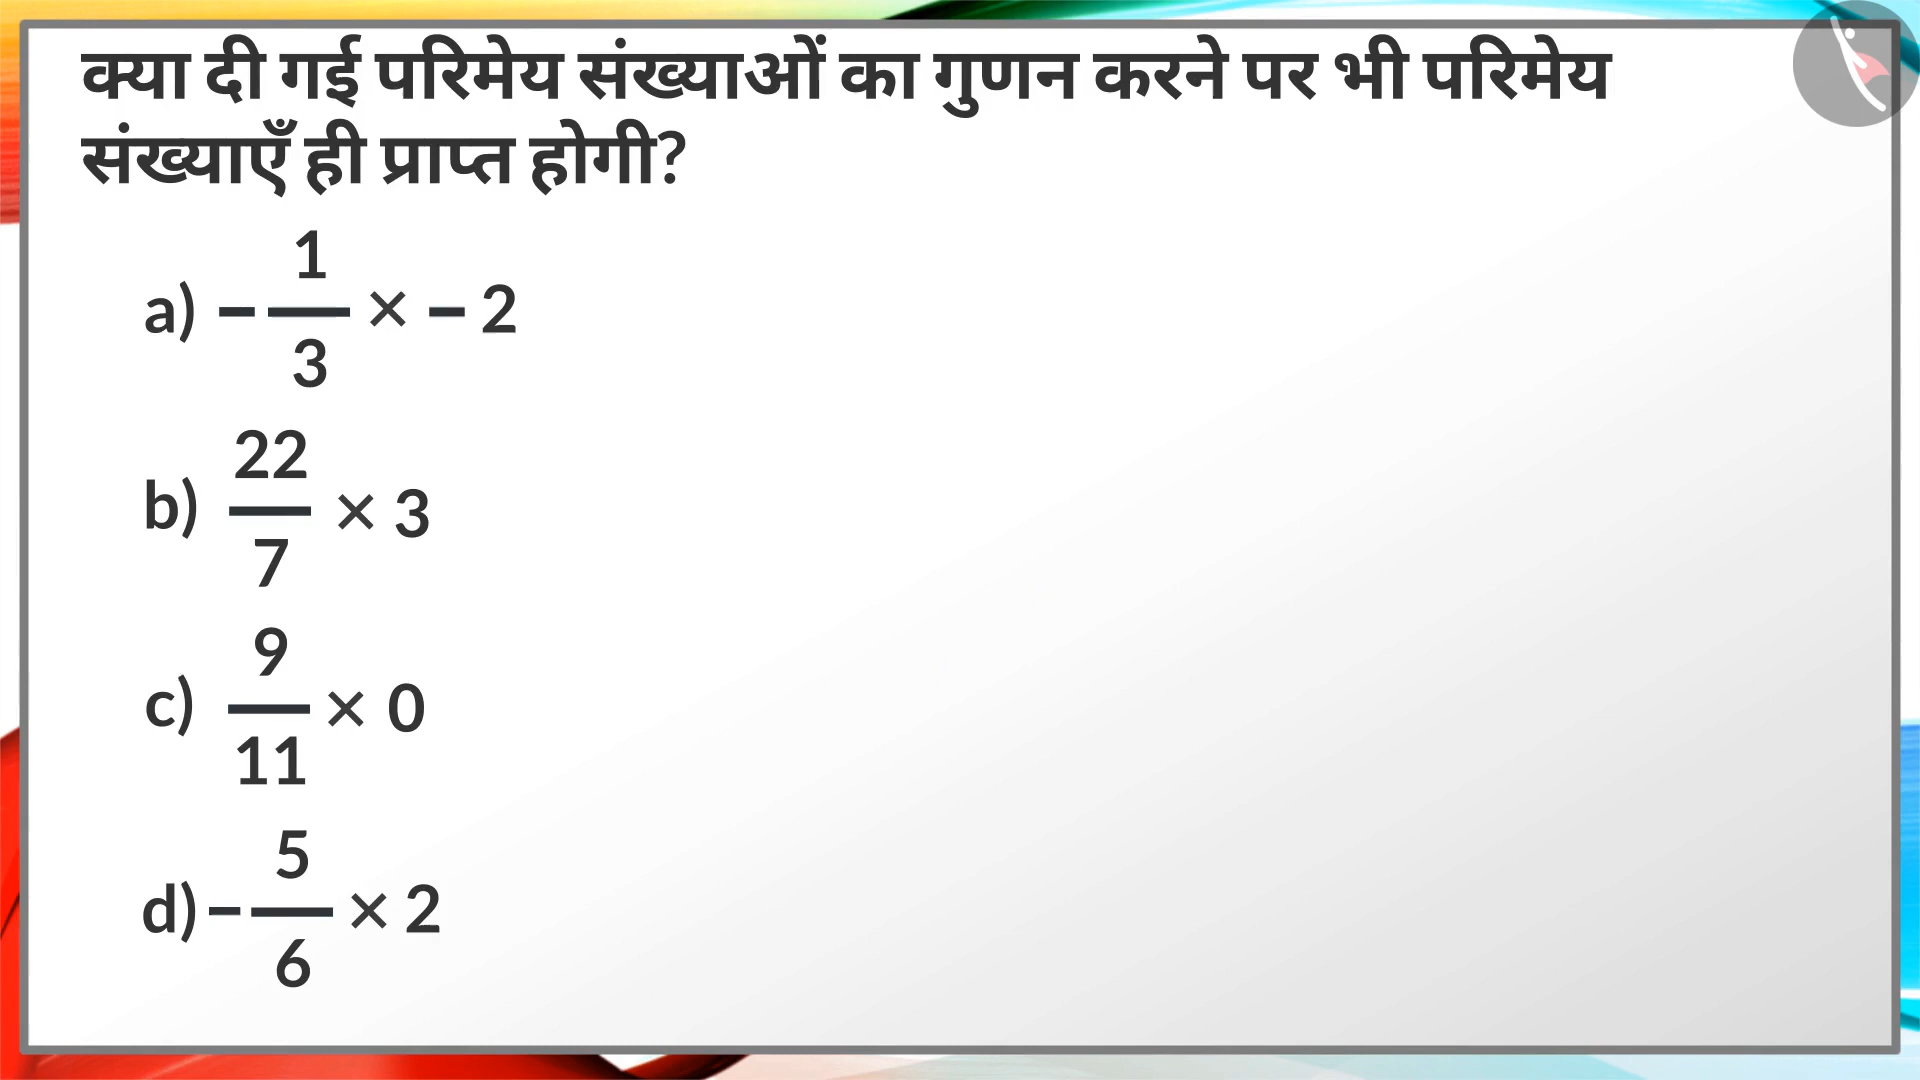 क्या दी गई परिमेय संख्याओं का गुणन करने पर भी परिमेय
संख्याएँ ही प्राप्त होगी?
a) - 1/3 × - 2
b) 22/7 × 3
c) 9/11 × 0
d) - 5/6 × 2